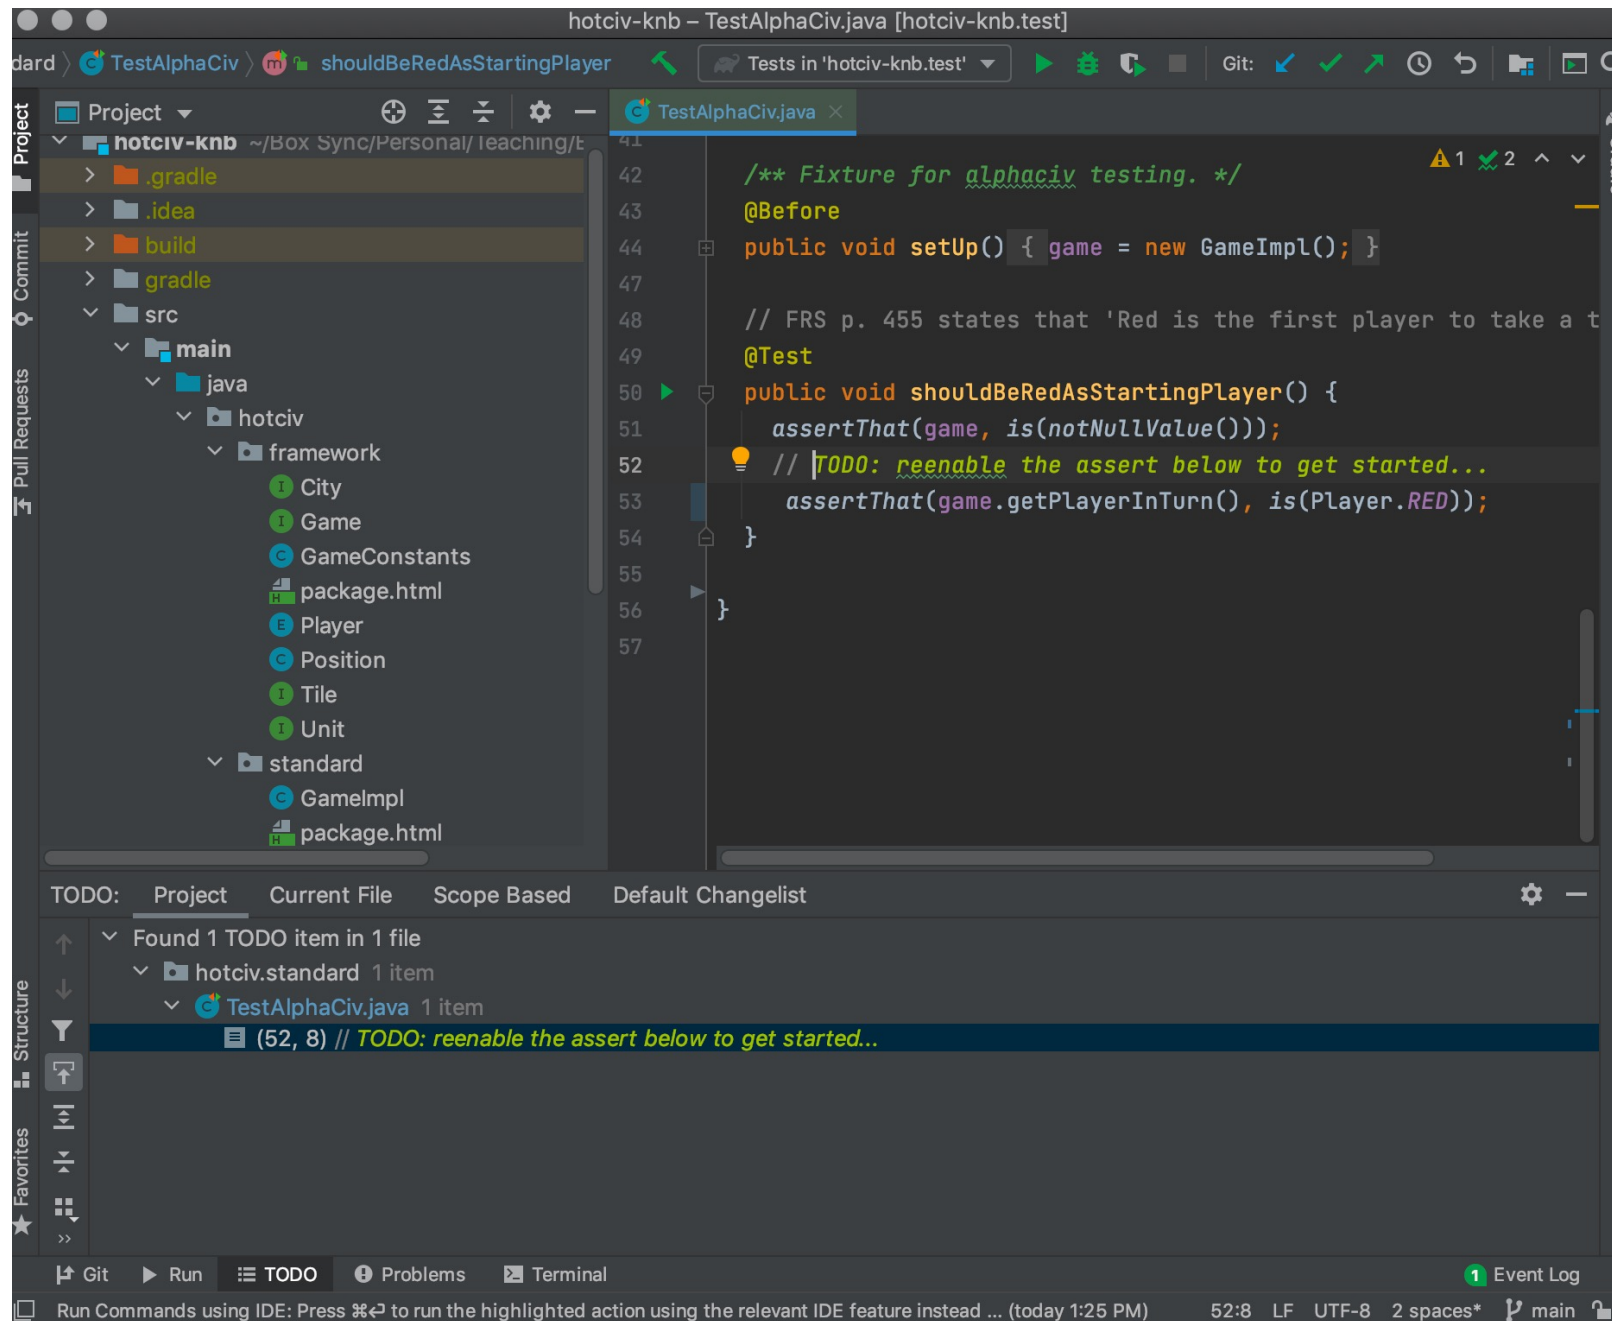 hotciv-knb – TestAlphaCiv.java [hotciv-knb.test]
dard TestAlphaCiv shouldBeRedAsStartingPlayer Tests in 'hotciv-knb.test' Git:
Project
TestAlphaCiv.java
Project
Commit
Pull Requests
Structure
Favorites
hotciv-knb ~/Box Sync/Personal/Teaching/E
.gradle
.idea
build
gradle
src
main
java
hotciv
framework
City
Game
GameConstants
package.html
Player
Position
Tile
Unit
standard
GameImpl
package.html
1 2
41
42 /** Fixture for alphaciv testing. */
43 @Before
44 public void setUp() { game = new GameImpl(); }
47
48 // FRS p. 455 states that 'Red is the first player to take a t
49 @Test
50 public void shouldBeRedAsStartingPlayer() {
51 assertThat(game, is(notNullValue()));
52 // TODO: reenable the assert below to get started...
53 assertThat(game.getPlayerInTurn(), is(Player.RED));
54 }
55
56 }
57
TODO: Project Current File Scope Based Default Changelist
Found 1 TODO item in 1 file
hotciv.standard 1 item
TestAlphaCiv.java 1 item
(52, 8) // TODO: reenable the assert below to get started...
Git Run TODO Problems Terminal 1 Event Log
Run Commands using IDE: Press ⌘⏎ to run the highlighted action using the relevant IDE feature instead ... (today 1:25 PM) 52:8 LF UTF-8 2 spaces* main